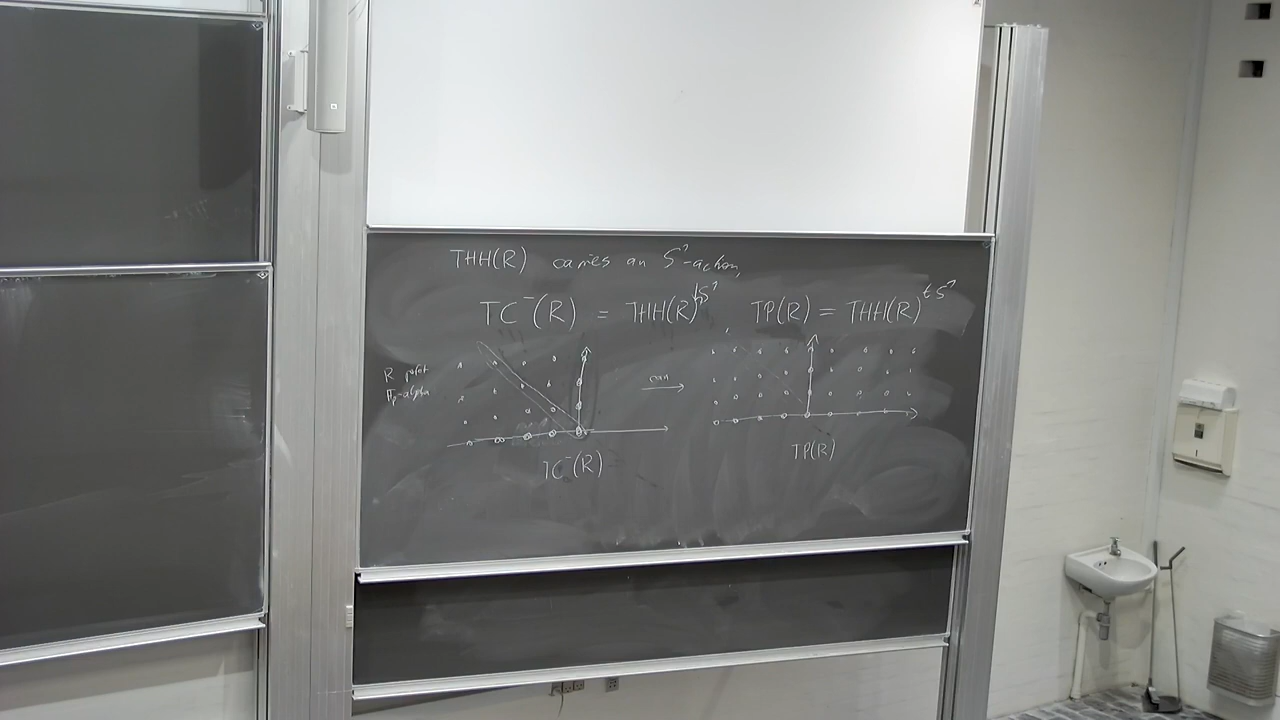 THH(R) carries an S¹-action,
TC⁻(R) = THH(R)^{hS¹}, TP(R) = THH(R)^{tS¹}
R perf
𝔽ₚ-alg
can
TC⁻(R)
TP(R)